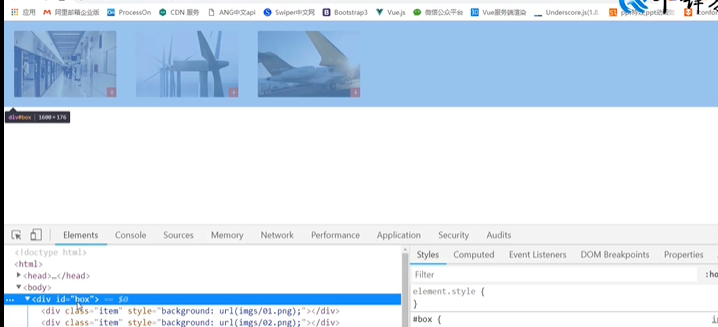 应用 阿里邮箱企业版 ProcessOn CDN 服务 ANG中文api Swiper中文网 Bootstrap3 Vue.js 微信公众平台 Vue服务端渲染 Underscore.js(1.8.
div#box | 1600×176
Elements Console Sources Memory Network Performance Application Security Audits
<!doctype html>
<html>
▶<head>…</head>
▼<body>
··· ▼<div id="box"> == $0
<div class="item" style="background: url(imgs/01.png);"></div>
<div class="item" style="background: url(imgs/02.png);"></div>
Styles Computed Event Listeners DOM Breakpoints Properties
Filter :ho
element.style {
}
#box {